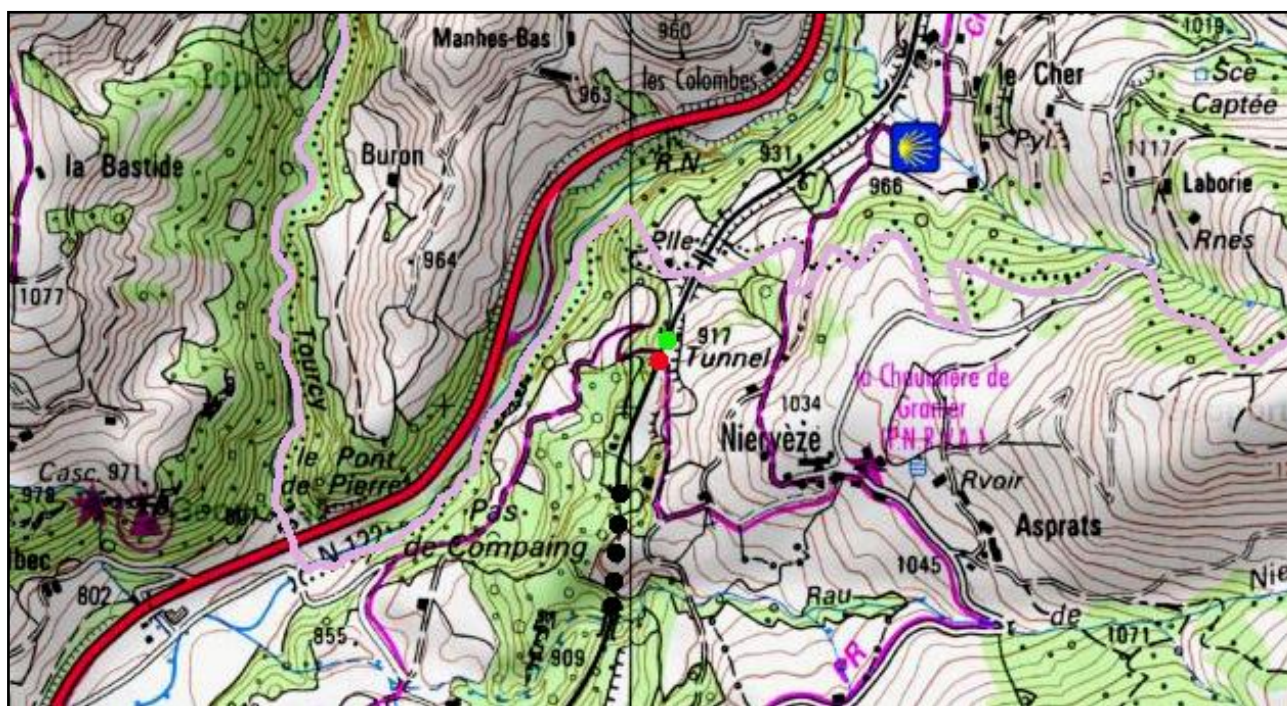 960
1019
Manhes-Bas
les Colombes
le Cher
Sce
Captée
963
R.N.
931
Pyl.
1117
la Bastide
Buron
966
Laborie
Plle
Rnes
964
1077
917
Tunnel
Tourcy
la Chaumière de
Granier
(P.N.R.V.A.)
1034
Niervèze
le Pont
de Pierre
Casc.
971
978
Rvoir
Asprats
Pas
de Compaing
N 122
802
1045
Rau
de
Nie
855
909
PR
1071